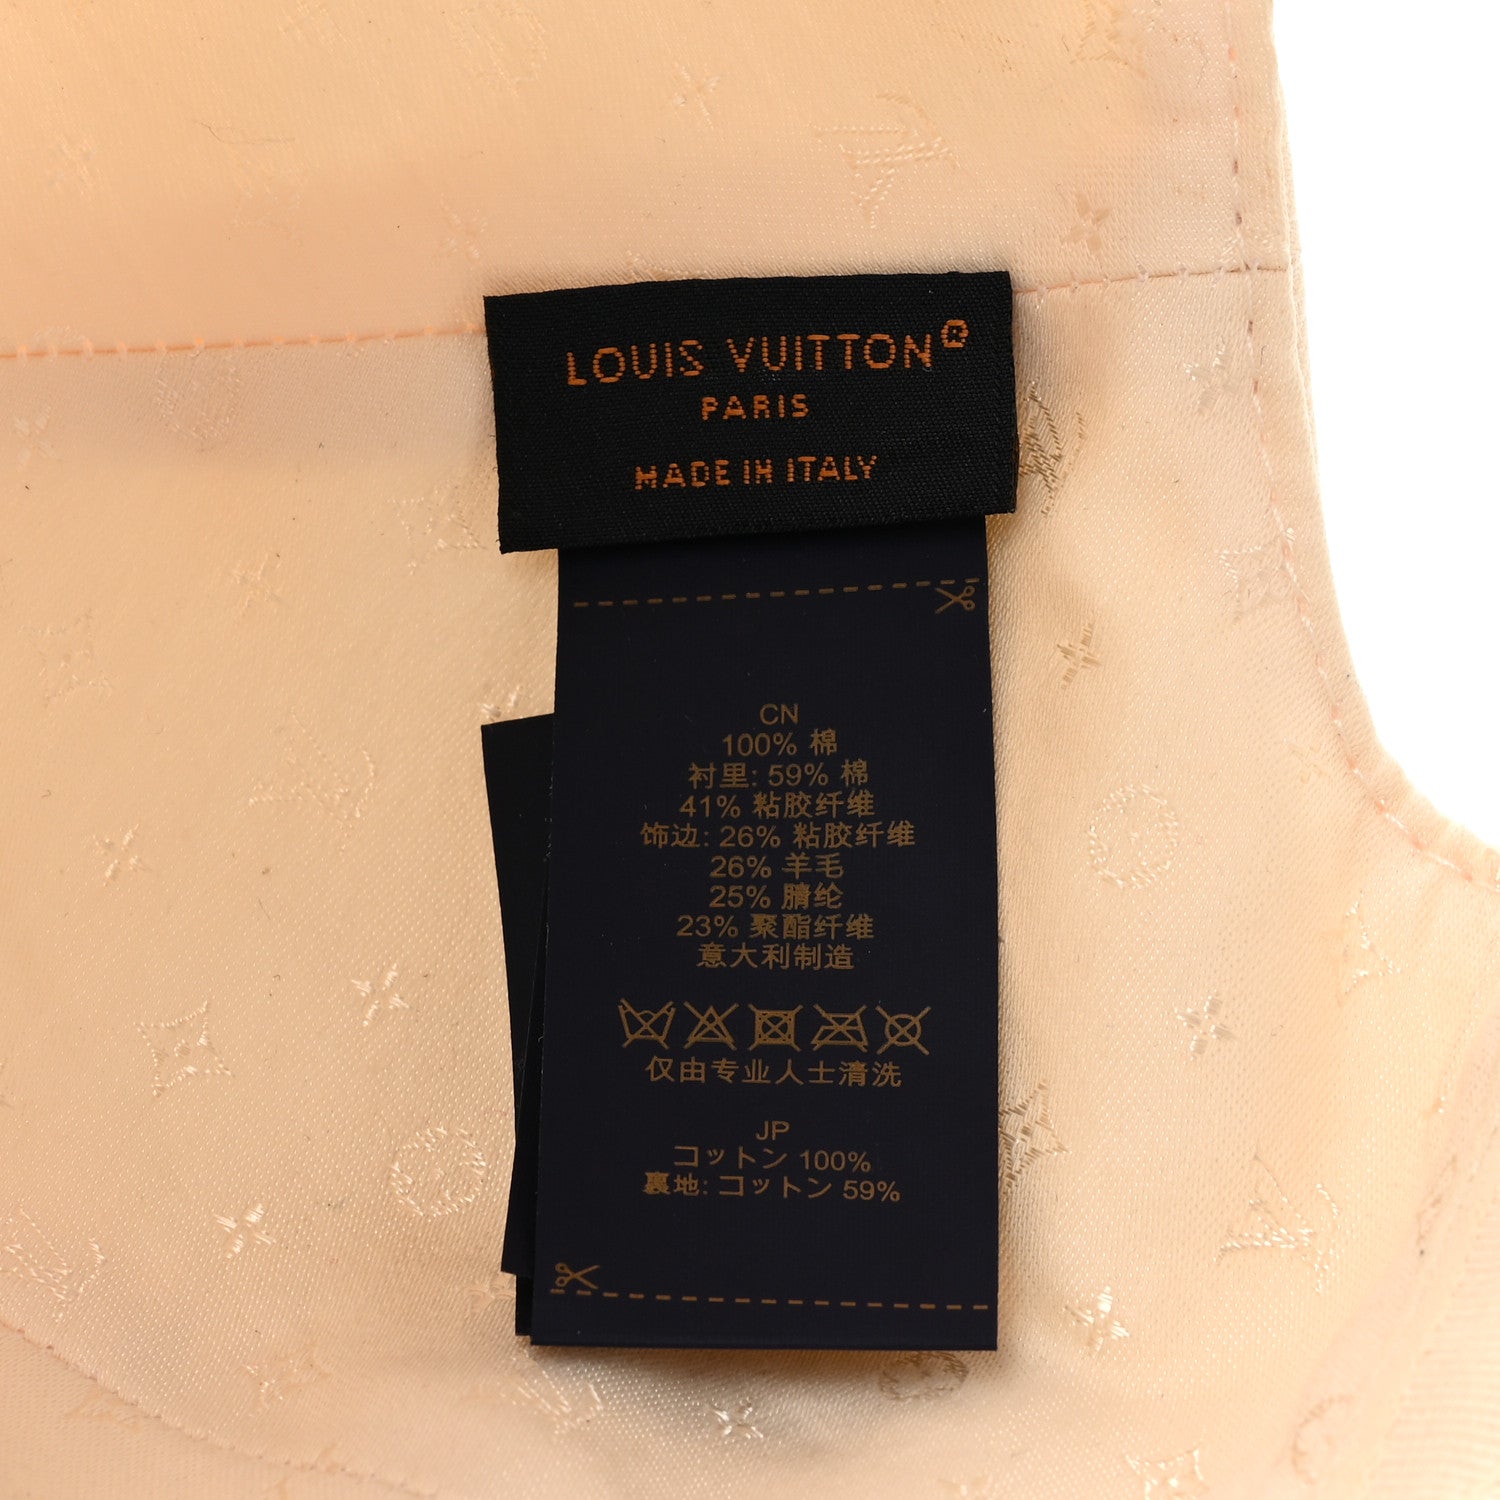 LOUIS VUITTON®
PARIS
MADE IN ITALY
CN
100% 棉
衬里: 59% 棉
41% 粘胶纤维
饰边: 26% 粘胶纤维
26% 羊毛
25% 腈纶
23% 聚酯纤维
意大利制造
仅由专业人士清洗
JP
コットン 100%
裏地: コットン 59%